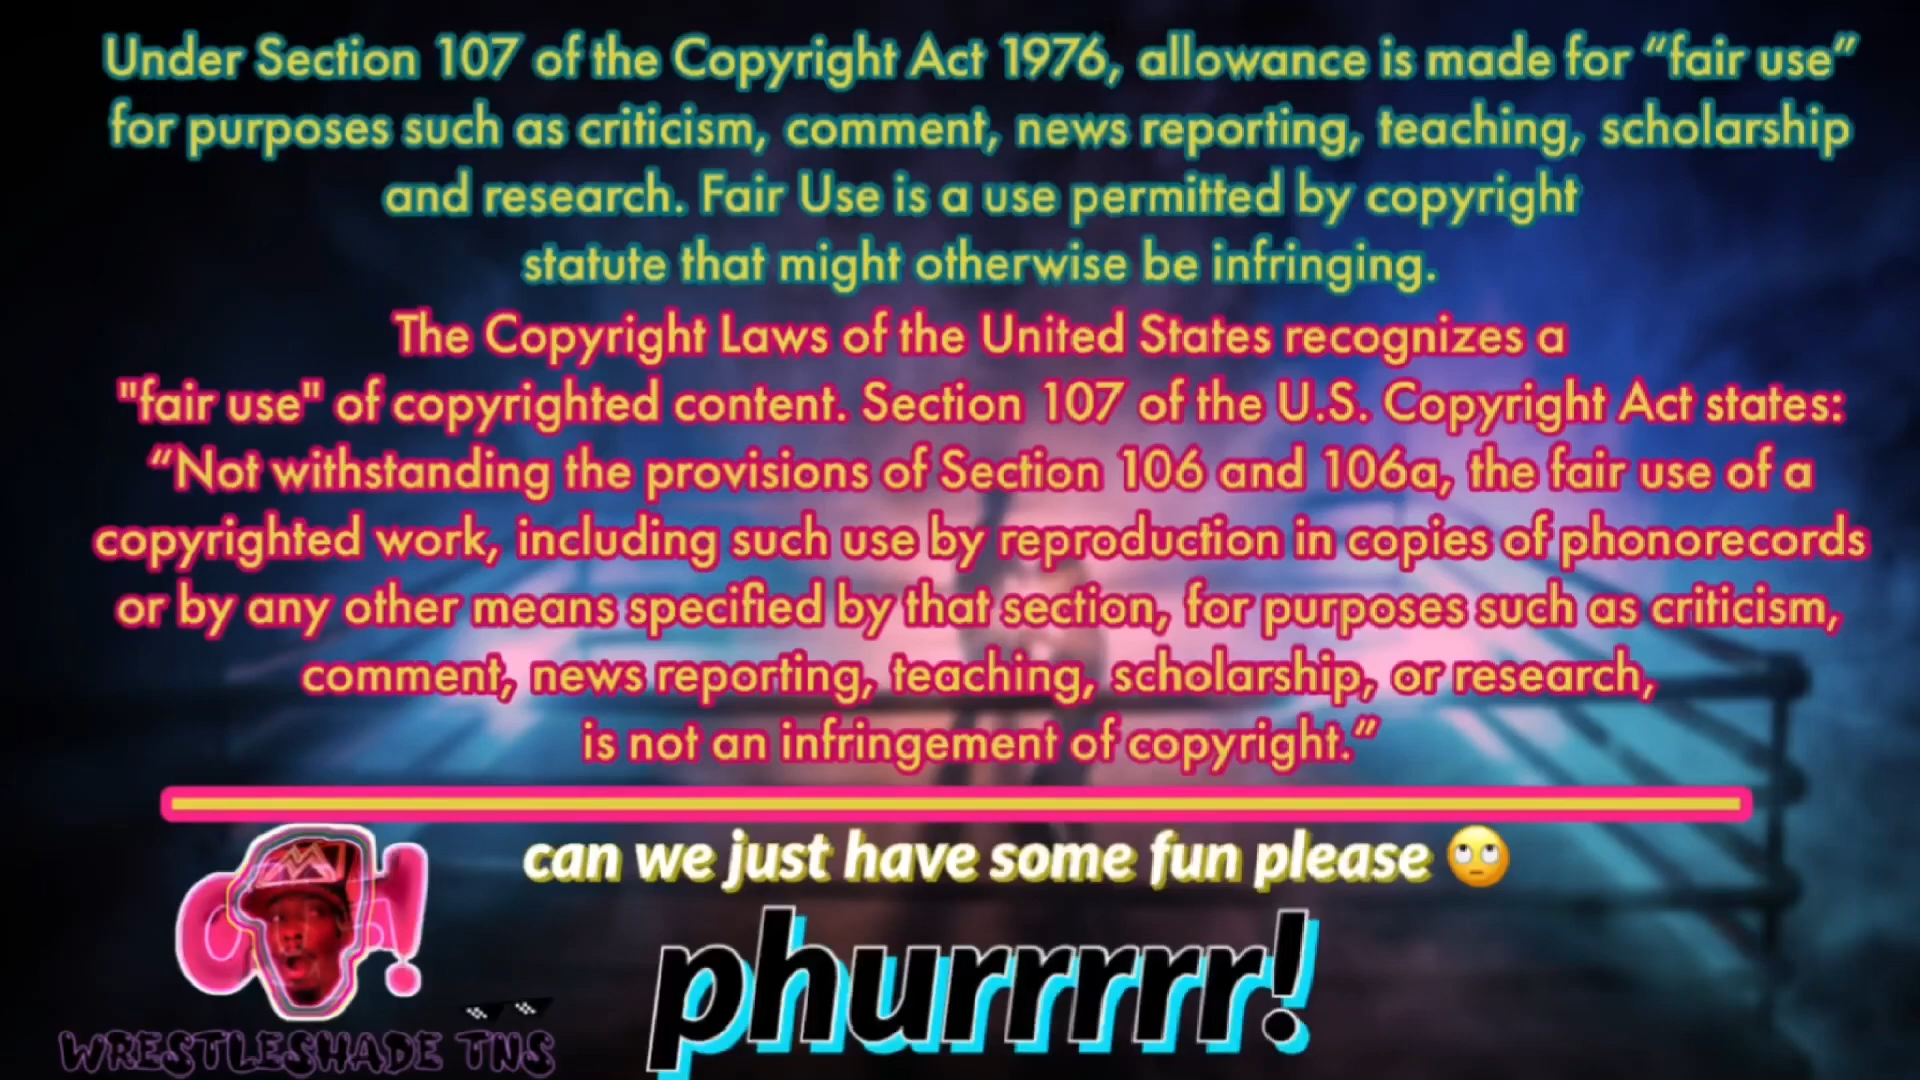 Under Section 107 of the Copyright Act 1976, allowance is made for “fair use”
for purposes such as criticism, comment, news reporting, teaching, scholarship
and research. Fair Use is a use permitted by copyright
statute that might otherwise be infringing.
The Copyright Laws of the United States recognizes a
"fair use" of copyrighted content. Section 107 of the U.S. Copyright Act states:
“Not withstanding the provisions of Section 106 and 106a, the fair use of a
copyrighted work, including such use by reproduction in copies of phonorecords
or by any other means specified by that section, for purposes such as criticism,
comment, news reporting, teaching, scholarship, or research,
is not an infringement of copyright.”
can we just have some fun please 🙄
phurrrrr!
WRESTLESHADE TNS